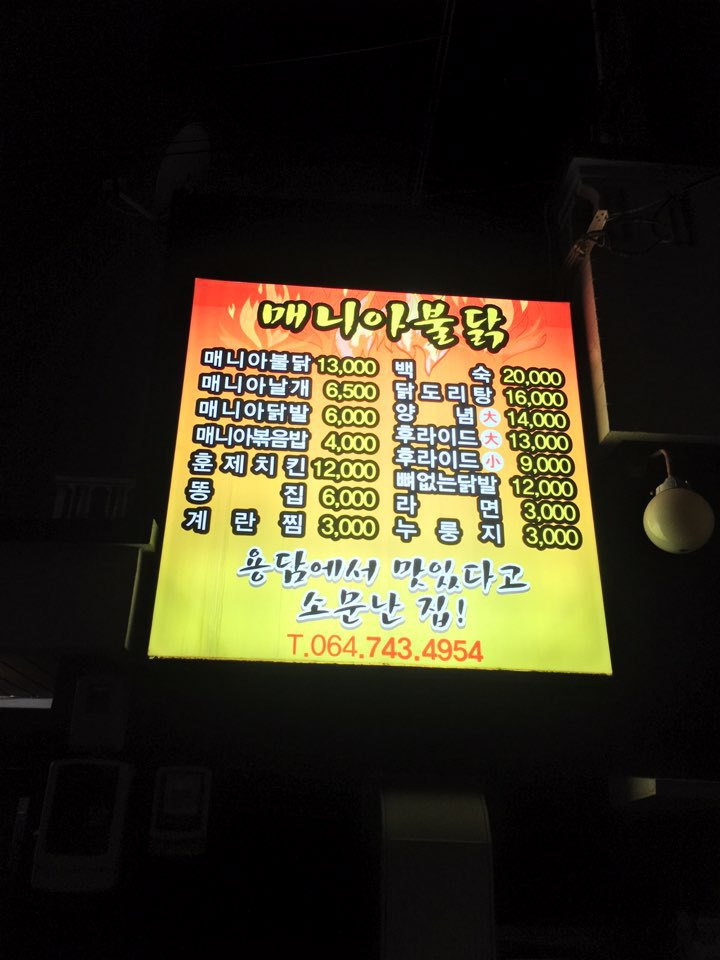 매니아불닭
매니아불닭 13,000
매니아날개 6,500
매니아닭발 6,000
매니아볶음밥 4,000
훈제치킨 12,000
똥집 6,000
계란찜 3,000
백숙 20,000
닭도리탕 16,000
양념 大 14,000
후라이드 大 13,000
후라이드 小 9,000
뼈없는닭발 12,000
라면 3,000
누룽지 3,000
용담에서 맛있다고
소문난 집!
T.064.743.4954